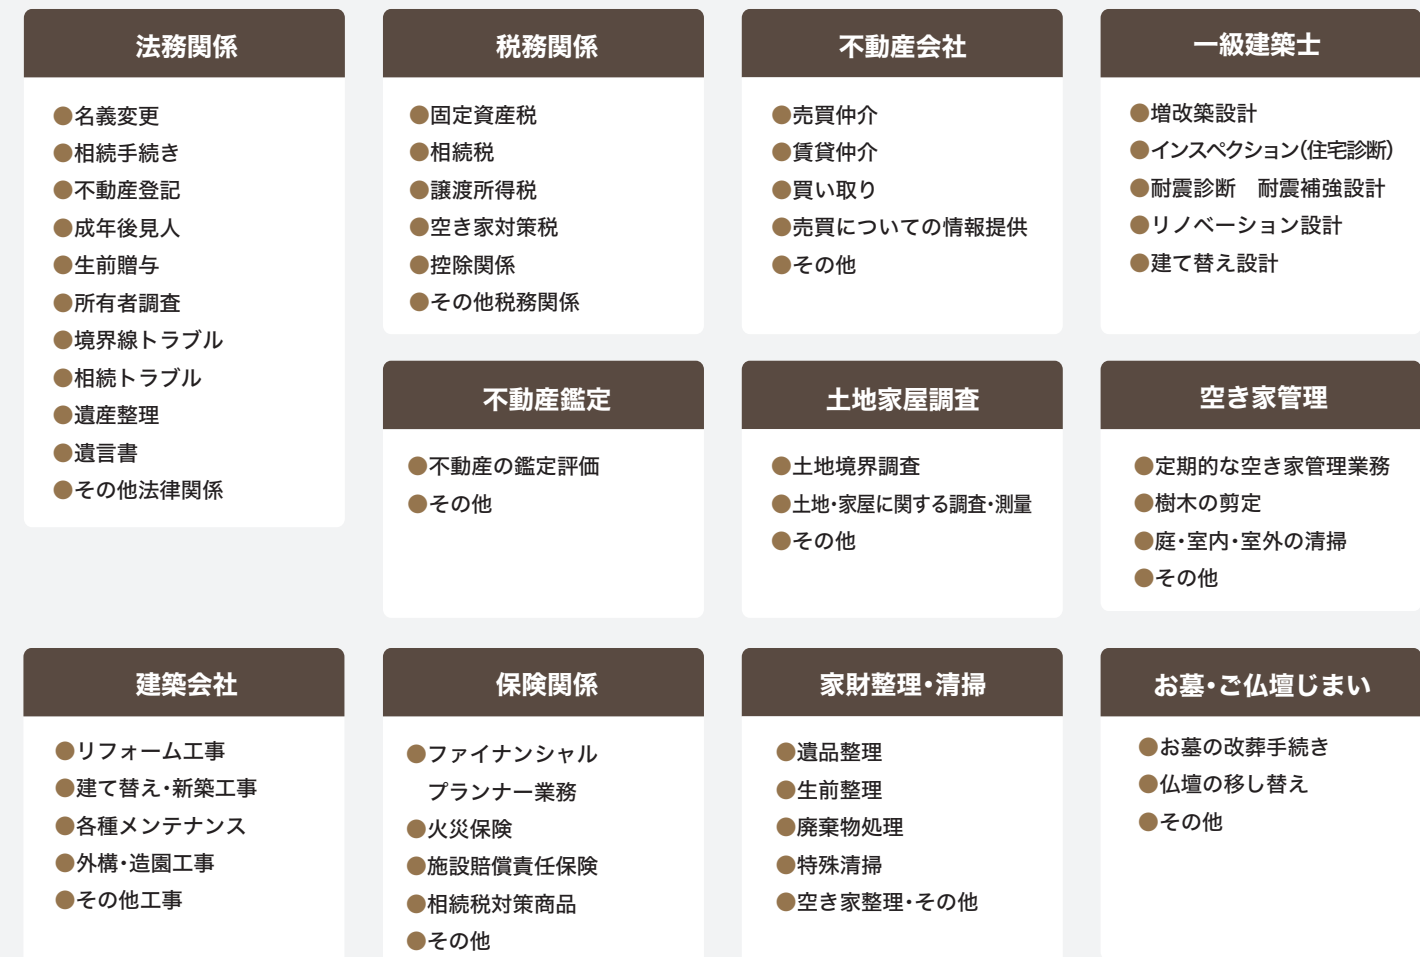 法務関係
●名義変更
●相続手続き
●不動産登記
●成年後見人
●生前贈与
●所有者調査
●境界線トラブル
●相続トラブル
●遺産整理
●遺言書
●その他法律関係
税務関係
●固定資産税
●相続税
●譲渡所得税
●空き家対策税
●控除関係
●その他税務関係
不動産会社
●売買仲介
●賃貸仲介
●買い取り
●売買についての情報提供
●その他
一級建築士
●増改築設計
●インスペクション(住宅診断)
●耐震診断　耐震補強設計
●リノベーション設計
●建て替え設計
不動産鑑定
●不動産の鑑定評価
●その他
土地家屋調査
●土地境界調査
●土地・家屋に関する調査・測量
●その他
空き家管理
●定期的な空き家管理業務
●樹木の剪定
●庭・室内・室外の清掃
●その他
建築会社
●リフォーム工事
●建て替え・新築工事
●各種メンテナンス
●外構・造園工事
●その他工事
保険関係
●ファイナンシャル
プランナー業務
●火災保険
●施設賠償責任保険
●相続税対策商品
●その他
家財整理・清掃
●遺品整理
●生前整理
●廃棄物処理
●特殊清掃
●空き家整理・その他
お墓・ご仏壇じまい
●お墓の改葬手続き
●仏壇の移し替え
●その他